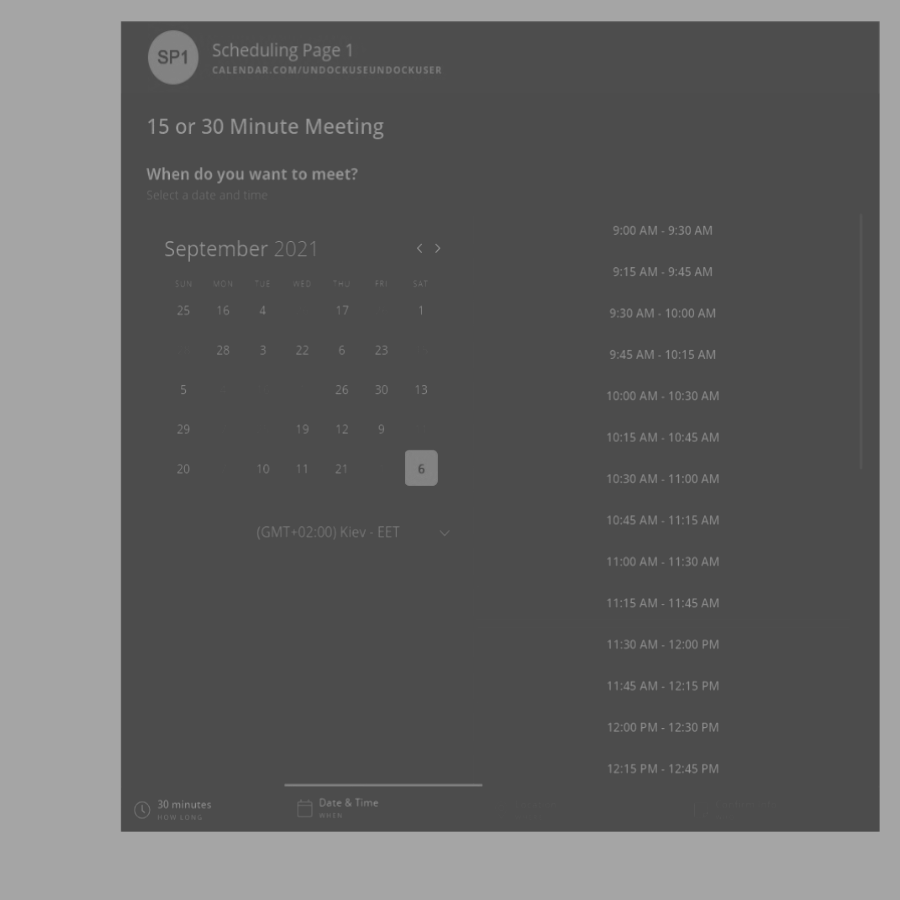 SP1
Scheduling Page 1
CALENDAR.COM/UNDOCKUSEUNDOCKUSER
15 or 30 Minute Meeting
When do you want to meet?
Select a date and time
September 2021
SUN MON TUE WED THU FRI SAT
25 16 4 17 1
28 3 22 6 23
5 26 30 13
29 19 12 9
20 10 11 21 6
(GMT+02:00) Kiev - EET
9:00 AM - 9:30 AM
9:15 AM - 9:45 AM
9:30 AM - 10:00 AM
9:45 AM - 10:15 AM
10:00 AM - 10:30 AM
10:15 AM - 10:45 AM
10:30 AM - 11:00 AM
10:45 AM - 11:15 AM
11:00 AM - 11:30 AM
11:15 AM - 11:45 AM
11:30 AM - 12:00 PM
11:45 AM - 12:15 PM
12:00 PM - 12:30 PM
12:15 PM - 12:45 PM
30 minutes
HOW LONG
Date & Time
WHEN